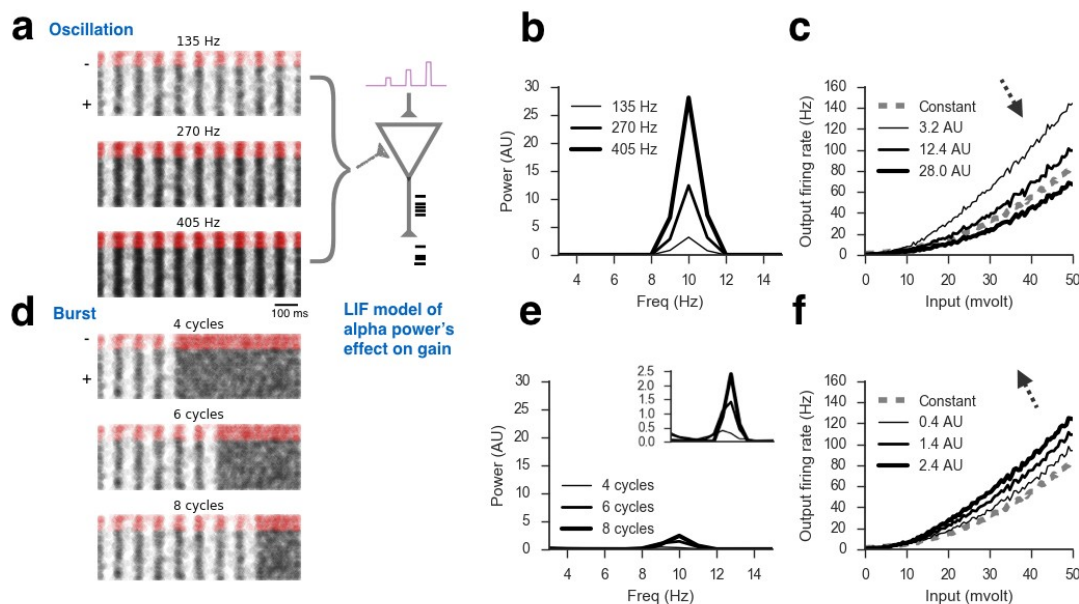 a
Oscillation
135 Hz
-
+
270 Hz
405 Hz
100 ms
LIF model of
alpha power's
effect on gain
b
30
25
20
15
10
5
0
Power (AU)
135 Hz
270 Hz
405 Hz
4 6 8 10 12 14
Freq (Hz)
c
160
140
120
100
80
60
40
20
0
Output firing rate (Hz)
Constant
3.2 AU
12.4 AU
28.0 AU
0 10 20 30 40 50
Input (mvolt)
d
Burst
4 cycles
-
+
6 cycles
8 cycles
e
30
25
20
15
10
5
0
Power (AU)
2.5
2.0
1.5
1.0
0.5
0.0
4 cycles
6 cycles
8 cycles
4 6 8 10 12 14
Freq (Hz)
f
160
140
120
100
80
60
40
20
0
Output firing rate (Hz)
Constant
0.4 AU
1.4 AU
2.4 AU
0 10 20 30 40 50
Input (mvolt)